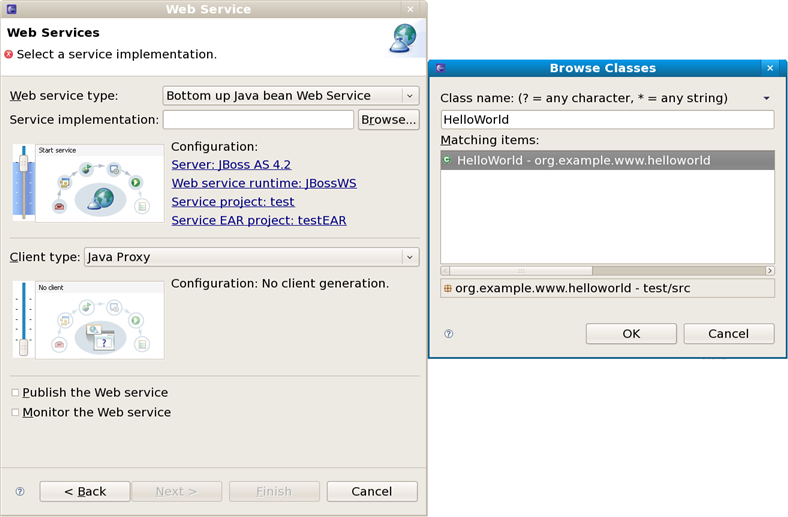 Web Service
Web Services
Select a service implementation.
Web service type: Bottom up Java bean Web Service
Service implementation: Browse...
Start service
Configuration:
Server: JBoss AS 4.2
Web service runtime: JBossWS
Service project: test
Service EAR project: testEAR
Client type: Java Proxy
No client
Configuration: No client generation.
Publish the Web service
Monitor the Web service
< Back Next > Finish Cancel
Browse Classes
Class name: (? = any character, * = any string)
HelloWorld
Matching items:
HelloWorld - org.example.www.helloworld
org.example.www.helloworld - test/src
OK Cancel